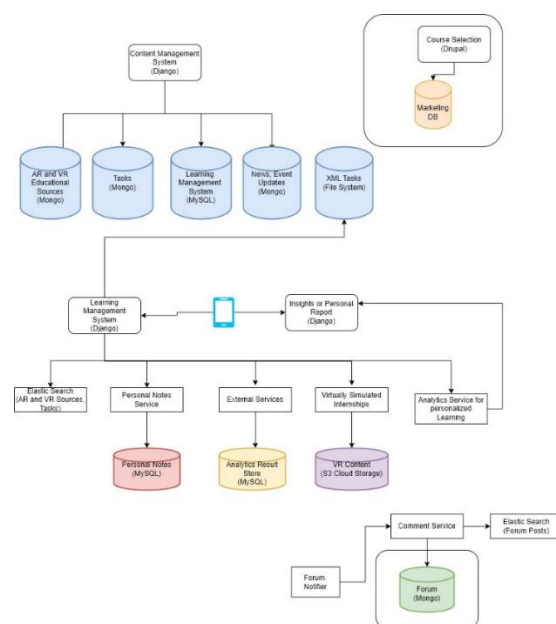 Content Management
System
(Django)
Course Selection
(Drupal)
Marketing
DB
AR and VR
Educational
Sources
(Mongo)
Tasks
(Mongo)
Learning
Management
System
(MySQL)
News, Event
Updates
(Mongo)
XML Tasks
(File System)
Learning
Management
System
(Django)
Insights or Personal
Report
(Django)
Elastic Search
(AR and VR Sources,
Tasks)
Personal Notes
Service
External Services
Virtually Simulated
Internships
Analytics Service for
personalized Learning
Personal Notes
(MySQL)
Analytics Result
Store
(MySQL)
VR Content
(S3 Cloud Storage)
Comment Service
Elastic Search
(Forum Posts)
Forum
Notifier
Forum
(Mongo)